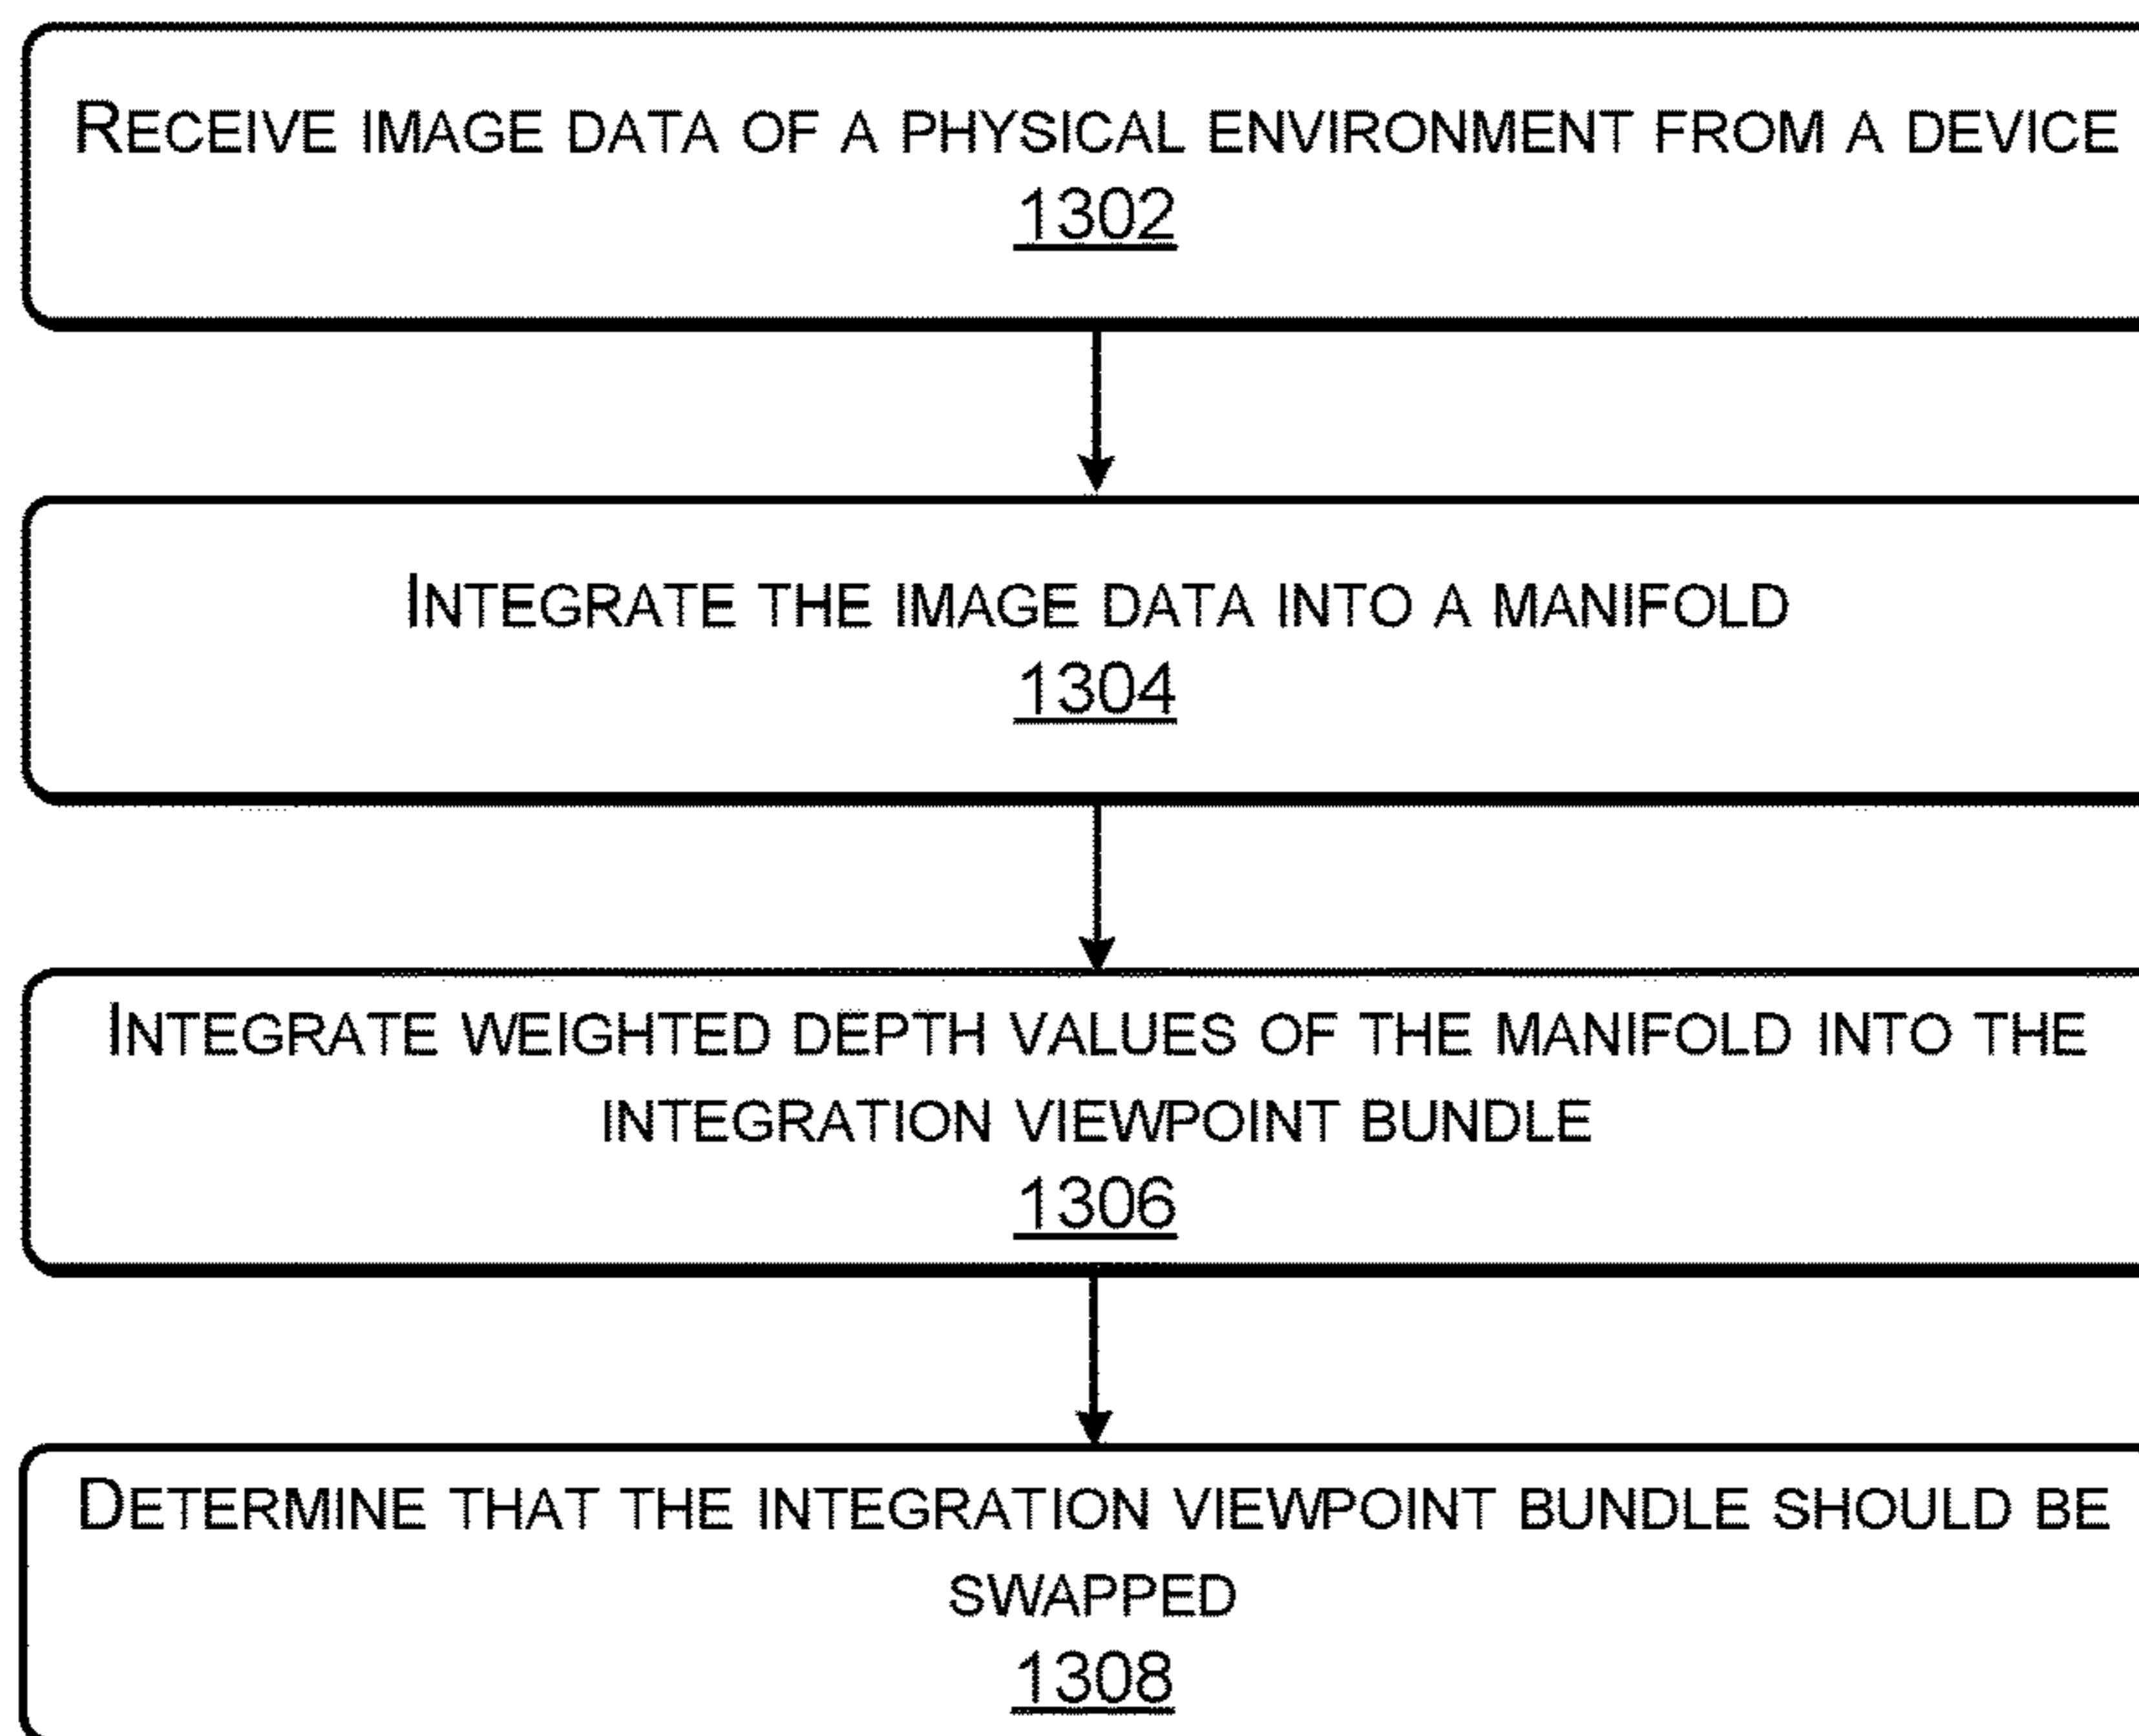 RECEIVE IMAGE DATA OF A PHYSICAL ENVIRONMENT FROM A DEVICE
1302
INTEGRATE THE IMAGE DATA INTO A MANIFOLD
1304
INTEGRATE WEIGHTED DEPTH VALUES OF THE MANIFOLD INTO THE
INTEGRATION VIEWPOINT BUNDLE
1306
DETERMINE THAT THE INTEGRATION VIEWPOINT BUNDLE SHOULD BE
SWAPPED
1308